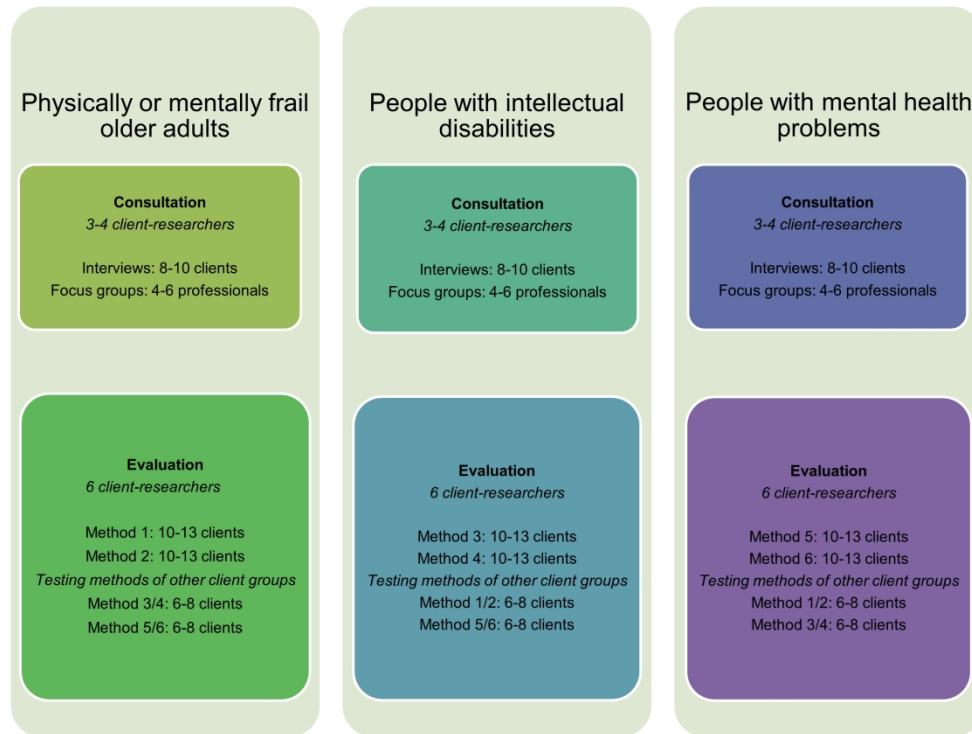 Physically or mentally frail
older adults
Consultation
3-4 client-researchers
Interviews: 8-10 clients
Focus groups: 4-6 professionals
Evaluation
6 client-researchers
Method 1: 10-13 clients
Method 2: 10-13 clients
Testing methods of other client groups
Method 3/4: 6-8 clients
Method 5/6: 6-8 clients
People with intellectual
disabilities
Consultation
3-4 client-researchers
Interviews: 8-10 clients
Focus groups: 4-6 professionals
Evaluation
6 client-researchers
Method 3: 10-13 clients
Method 4: 10-13 clients
Testing methods of other client groups
Method 1/2: 6-8 clients
Method 5/6: 6-8 clients
People with mental health
problems
Consultation
3-4 client-researchers
Interviews: 8-10 clients
Focus groups: 4-6 professionals
Evaluation
6 client-researchers
Method 5: 10-13 clients
Method 6: 10-13 clients
Testing methods of other client groups
Method 1/2: 6-8 clients
Method 3/4: 6-8 clients